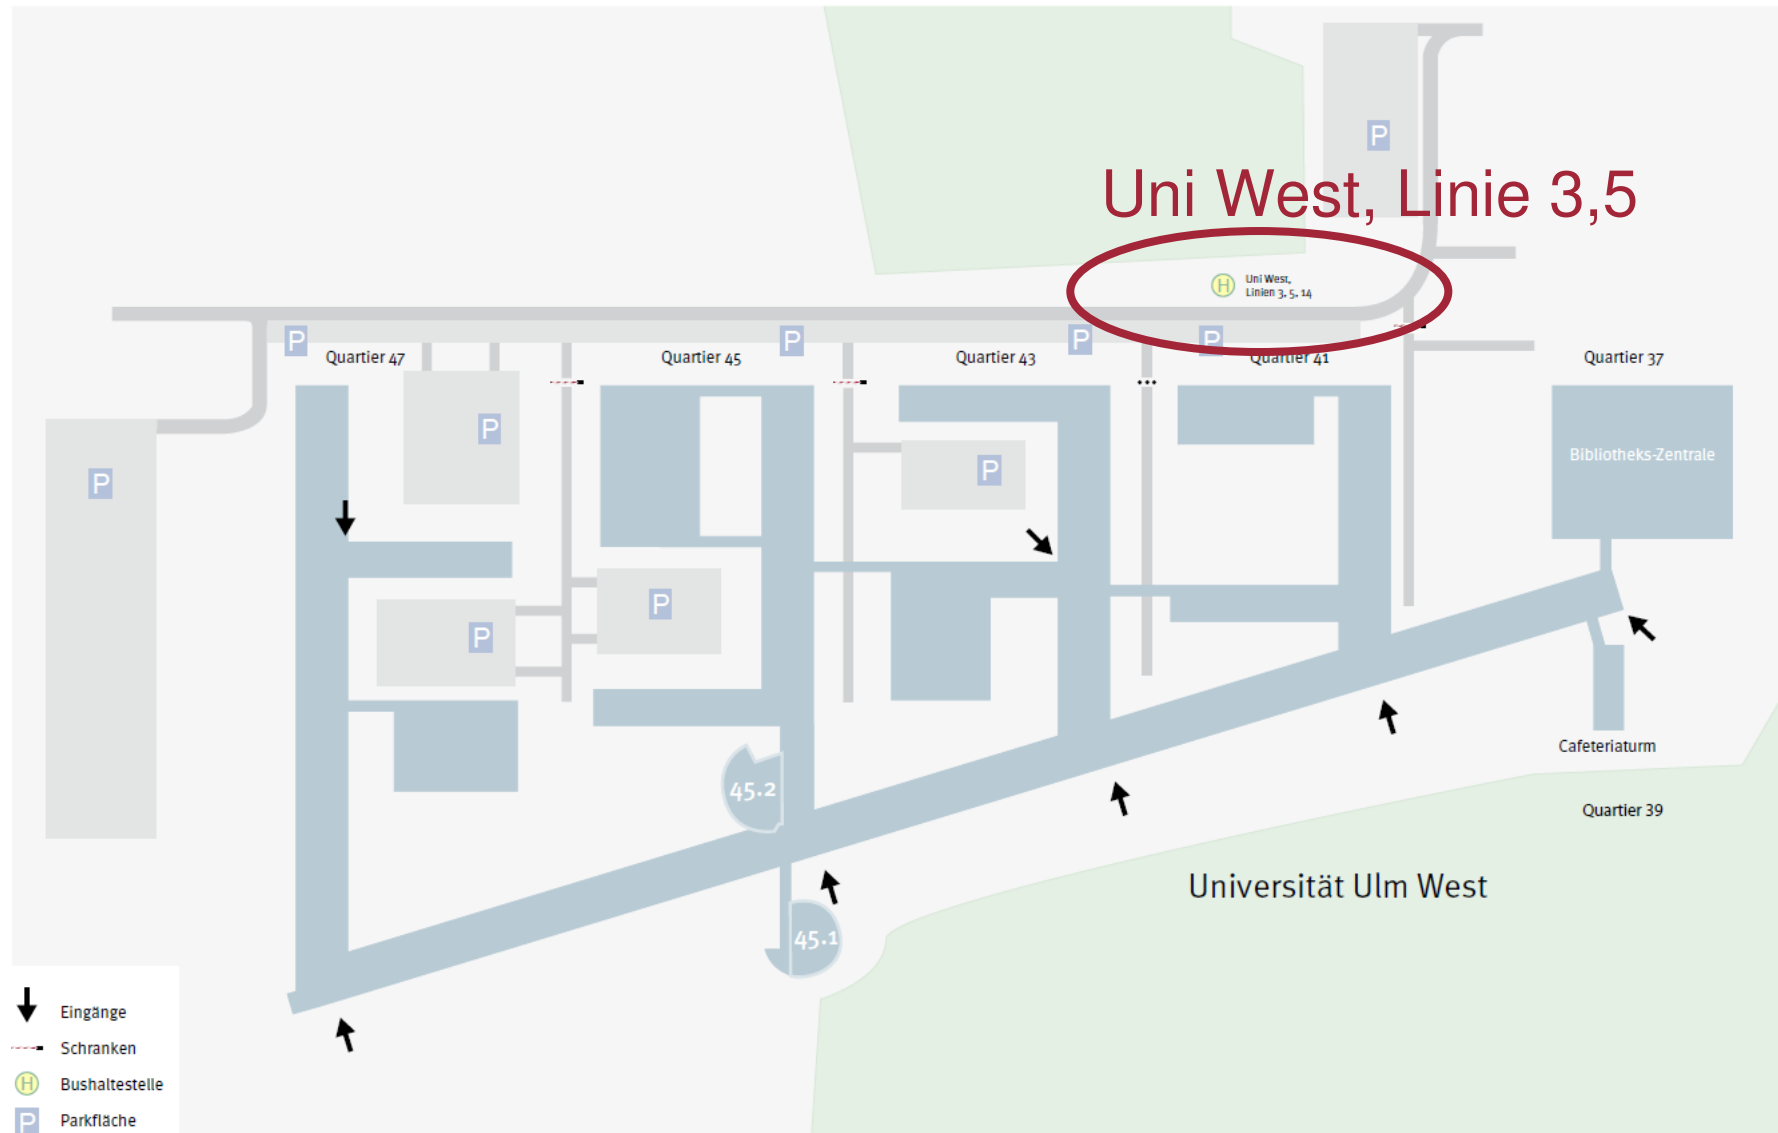 P
Uni West, Linie 3,5
H
Uni West,
Linien 3, 5, 14
P
P
P
P
Quartier 47
Quartier 45
Quartier 43
Quartier 41
Quartier 37
P
P
P
Bibliotheks-Zentrale
P
P
Cafeteriaturm
45.2
Quartier 39
Universität Ulm West
45.1
Eingänge
Schranken
H Bushaltestelle
P Parkfläche